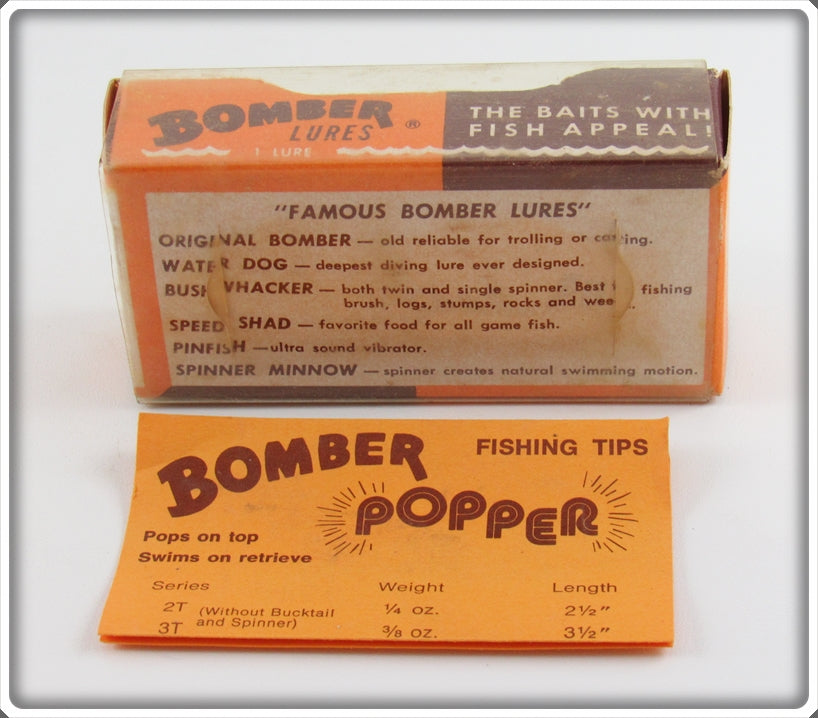 BOMBER THE BAITS WITH
LURES ® FISH APPEAL!
1 LURE
"FAMOUS BOMBER LURES"
ORIGINAL BOMBER — old reliable for trolling or casting.
WATER DOG — deepest diving lure ever designed.
BUSHWHACKER — both twin and single spinner. Best fishing
brush, logs, stumps, rocks and
SPEED SHAD — favorite food for all game fish.
PINFISH — ultra sound vibrator.
SPINNER MINNOW — spinner creates natural swimming motion.
BOMBER FISHING TIPS
POPPER
Pops on top
Swims on retrieve
Series Weight Length
2T (Without Bucktail ¼ OZ. 2½"
3T and Spinner) ⅜ OZ. 3½"